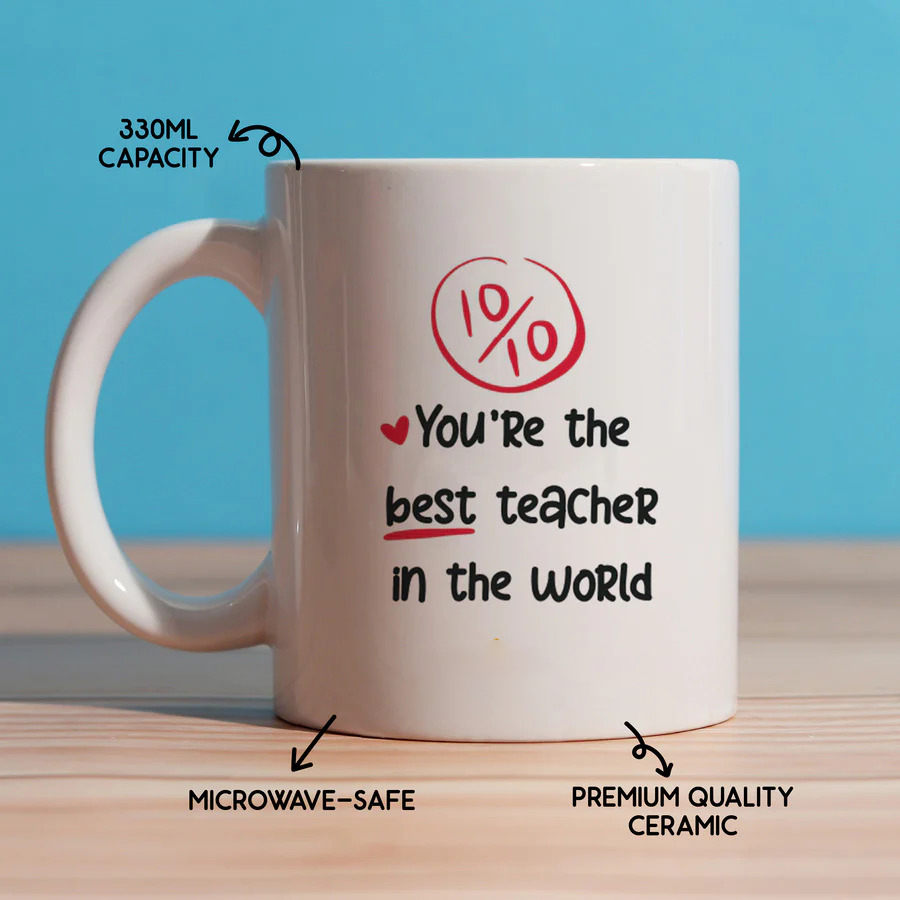 330ML
CAPACITY
10/10
You're the
best teacher
in the world
MICROWAVE-SAFE
PREMIUM QUALITY
CERAMIC